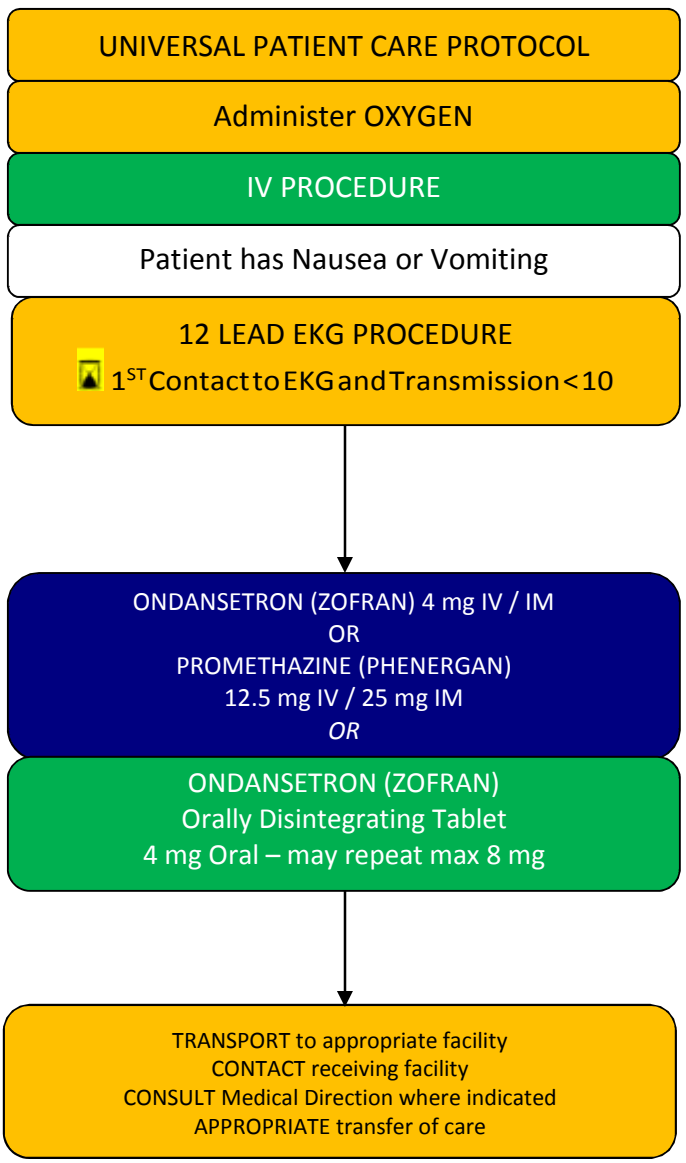 UNIVERSAL PATIENT CARE PROTOCOL
Administer OXYGEN
IV PROCEDURE
Patient has Nausea or Vomiting
12 LEAD EKG PROCEDURE
1ST Contact to EKG and Transmission < 10
ONDANSETRON (ZOFRAN) 4 mg IV / IM
OR
PROMETHAZINE (PHENERGAN)
12.5 mg IV / 25 mg IM
OR
ONDANSETRON (ZOFRAN)
Orally Disintegrating Tablet
4 mg Oral – may repeat max 8 mg
TRANSPORT to appropriate facility
CONTACT receiving facility
CONSULT Medical Direction where indicated
APPROPRIATE transfer of care